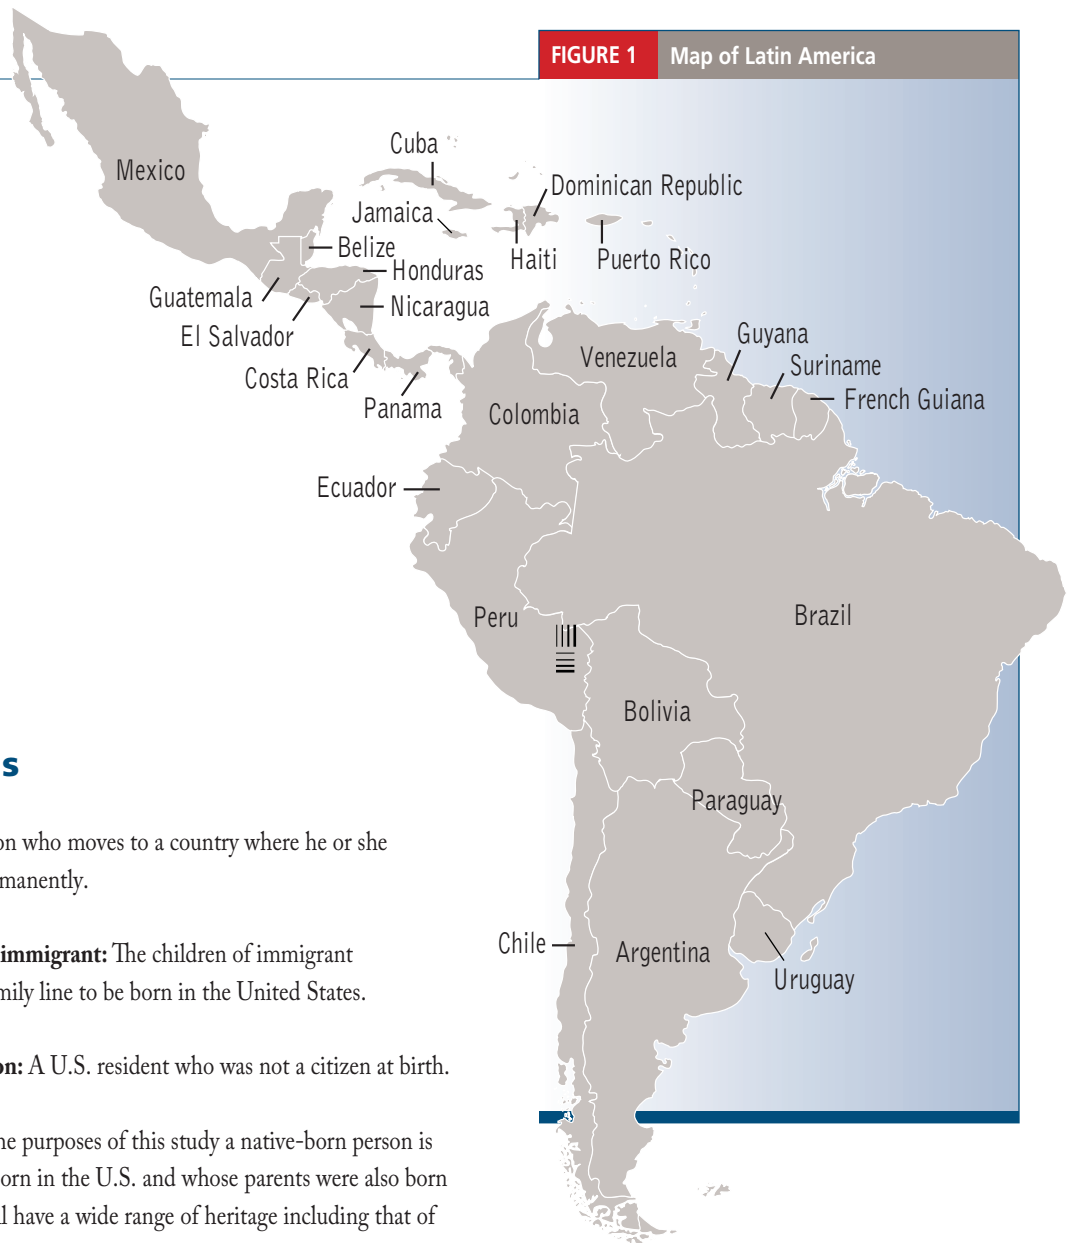 FIGURE 1 Map of Latin America
Cuba
Mexico
Dominican Republic
Jamaica
Belize
Haiti
Puerto Rico
Honduras
Guatemala
Nicaragua
El Salvador
Guyana
Venezuela
Suriname
Costa Rica
French Guiana
Panama
Colombia
Ecuador
Peru
Brazil
Bolivia
Paraguay
Chile
Argentina
Uruguay
s
on who moves to a country where he or she
manently.
immigrant: The children of immigrant
mily line to be born in the United States.
on: A U.S. resident who was not a citizen at birth.
he purposes of this study a native-born person is
orn in the U.S. and whose parents were also born
ll have a wide range of heritage including that of